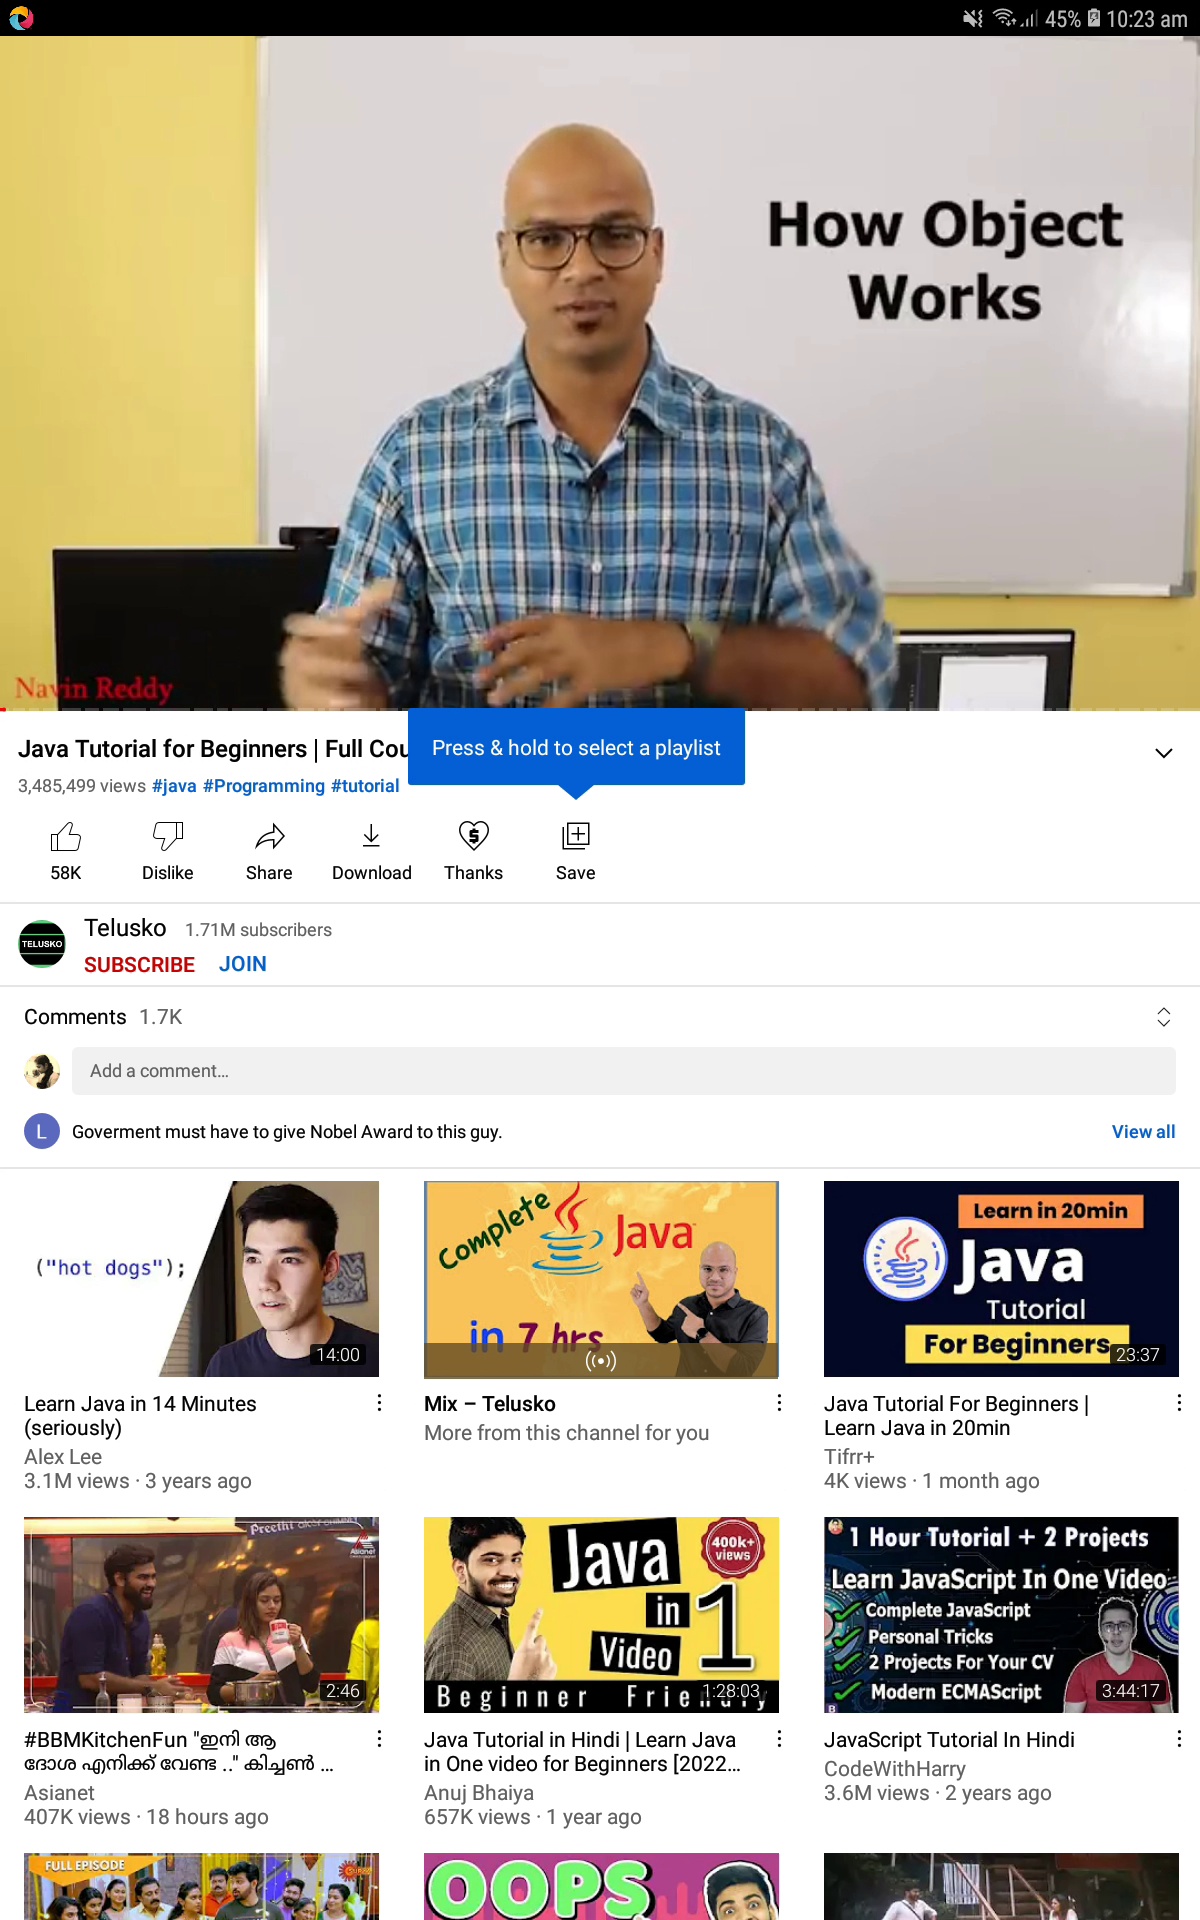 45% 10:23 am
How Object
Works
Navin Reddy
Java Tutorial for Beginners | Full Cou
Press & hold to select a playlist
3,485,499 views #java #Programming #tutorial
58K Dislike Share Download Thanks Save
TELUSKO
Telusko 1.71M subscribers
SUBSCRIBE JOIN
Comments 1.7K
Add a comment...
L Goverment must have to give Nobel Award to this guy. View all
("hot dogs");
14:00
Learn Java in 14 Minutes
(seriously)
Alex Lee
3.1M views · 3 years ago
Complete
Java
in 7 hrs
Mix – Telusko
More from this channel for you
Learn in 20min
Java
Tutorial
For Beginners
23:37
Java Tutorial For Beginners |
Learn Java in 20min
Tifrr+
4K views · 1 month ago
Preethi
Asianet
2:46
#BBMKitchenFun "ഇനി ആ
ദോശ എനിക്ക് വേണ്ട .." കിച്ചൺ ...
Asianet
407K views · 18 hours ago
400k+
views
Java
in 1
Video
Beginner
1:28:03
Java Tutorial in Hindi | Learn Java
in One video for Beginners [2022...
Anuj Bhaiya
657K views · 1 year ago
1 Hour Tutorial + 2 Projects
Learn JavaScript In One Video
Complete JavaScript
Personal Tricks
2 Projects For Your CV
Modern ECMAScript
3:44:17
JavaScript Tutorial In Hindi
CodeWithHarry
3.6M views · 2 years ago
FULL EPISODE
OOPS